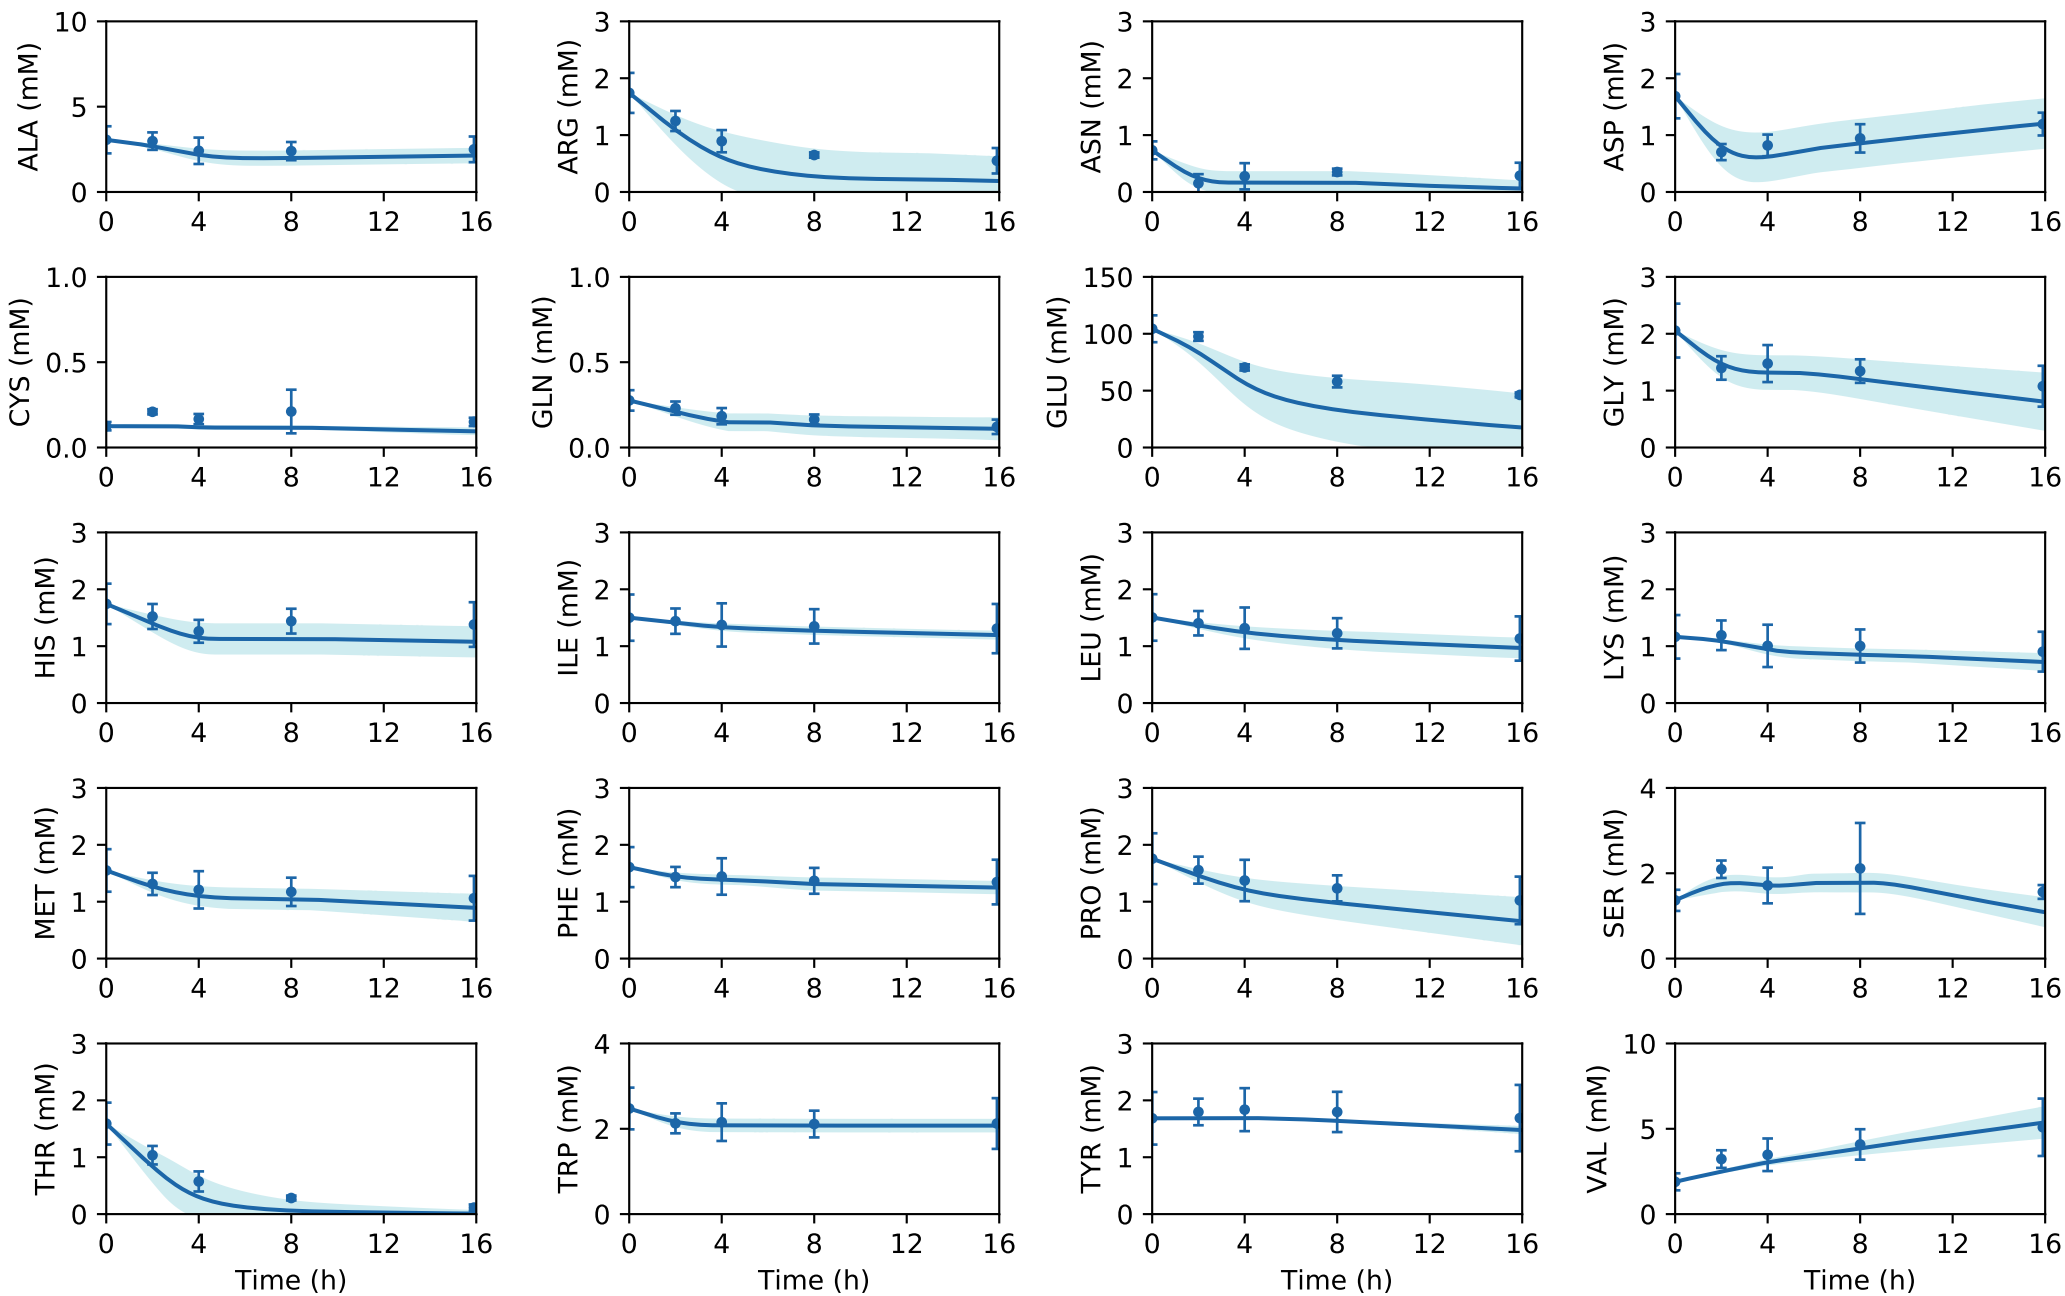 ALA (mM)
10
5
0
0 4 8 12 16
ARG (mM)
3
2
1
0
0 4 8 12 16
ASN (mM)
3
2
1
0
0 4 8 12 16
ASP (mM)
3
2
1
0
0 4 8 12 16
CYS (mM)
1.0
0.5
0.0
0 4 8 12 16
GLN (mM)
1.0
0.5
0.0
0 4 8 12 16
GLU (mM)
150
100
50
0
0 4 8 12 16
GLY (mM)
3
2
1
0
0 4 8 12 16
HIS (mM)
3
2
1
0
0 4 8 12 16
ILE (mM)
3
2
1
0
0 4 8 12 16
LEU (mM)
3
2
1
0
0 4 8 12 16
LYS (mM)
3
2
1
0
0 4 8 12 16
MET (mM)
3
2
1
0
0 4 8 12 16
PHE (mM)
3
2
1
0
0 4 8 12 16
PRO (mM)
3
2
1
0
0 4 8 12 16
SER (mM)
4
2
0
0 4 8 12 16
THR (mM)
3
2
1
0
0 4 8 12 16
Time (h)
TRP (mM)
4
2
0
0 4 8 12 16
Time (h)
TYR (mM)
3
2
1
0
0 4 8 12 16
Time (h)
VAL (mM)
10
5
0
0 4 8 12 16
Time (h)